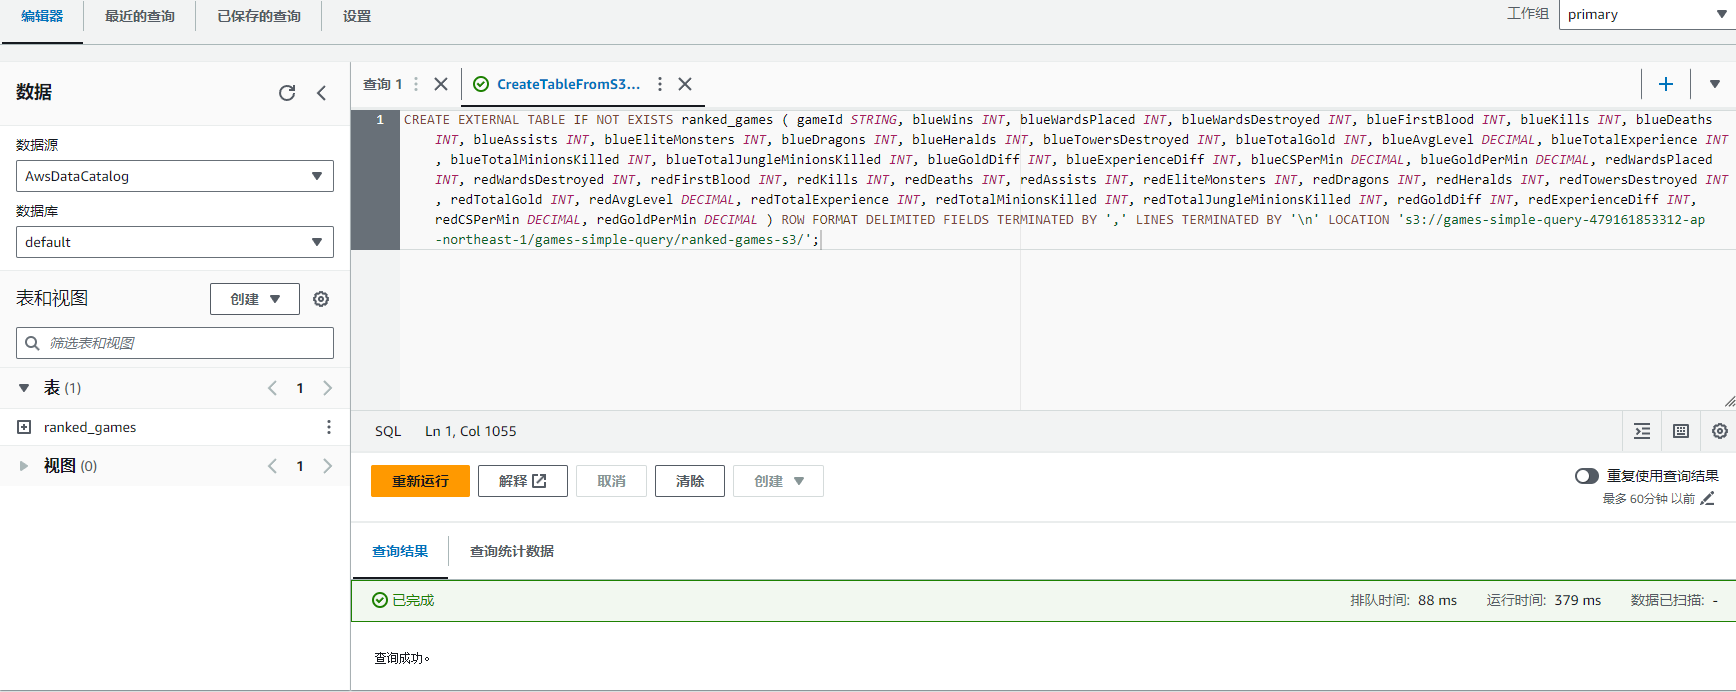 编辑器
最近的查询
已保存的查询
设置
工作组
primary
数据
数据源
AwsDataCatalog
数据库
default
表和视图
创建
筛选表和视图
表 (1)
1
ranked_games
视图 (0)
1
查询 1
CreateTableFromS3...
1
CREATE EXTERNAL TABLE IF NOT EXISTS ranked_games ( gameId STRING, blueWins INT, blueWardsPlaced INT, blueWardsDestroyed INT, blueFirstBlood INT, blueKills INT, blueDeaths
INT, blueAssists INT, blueEliteMonsters INT, blueDragons INT, blueHeralds INT, blueTowersDestroyed INT, blueTotalGold INT, blueAvgLevel DECIMAL, blueTotalExperience INT
, blueTotalMinionsKilled INT, blueTotalJungleMinionsKilled INT, blueGoldDiff INT, blueExperienceDiff INT, blueCSPerMin DECIMAL, blueGoldPerMin DECIMAL, redWardsPlaced
INT, redWardsDestroyed INT, redFirstBlood INT, redKills INT, redDeaths INT, redAssists INT, redEliteMonsters INT, redDragons INT, redHeralds INT, redTowersDestroyed INT
, redTotalGold INT, redAvgLevel DECIMAL, redTotalExperience INT, redTotalMinionsKilled INT, redTotalJungleMinionsKilled INT, redGoldDiff INT, redExperienceDiff INT,
redCSPerMin DECIMAL, redGoldPerMin DECIMAL ) ROW FORMAT DELIMITED FIELDS TERMINATED BY ',' LINES TERMINATED BY '\n' LOCATION 's3://games-simple-query-479161853312-ap
-northeast-1/games-simple-query/ranked-games-s3/';
SQL
Ln 1, Col 1055
重新运行
解释
取消
清除
创建
重复使用查询结果
最多 60分钟 以前
查询结果
查询统计数据
已完成
排队时间: 88 ms
运行时间: 379 ms
数据已扫描: -
查询成功。